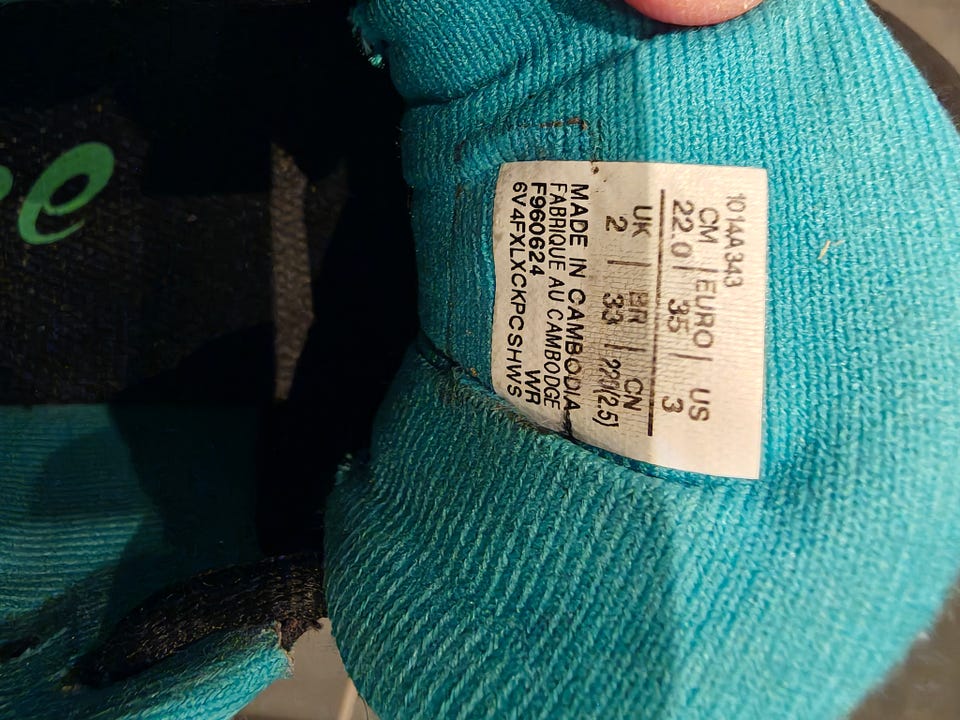 e
1014A343
CM | EURO | US
22.0 | 35 | 3
UK | BR | CN
2 | 33 | 220(2.5)
MADE IN CAMBODIA
FABRIQUE AU CAMBODGE
F960624 WR
6V4FXLXCKPCSHWS